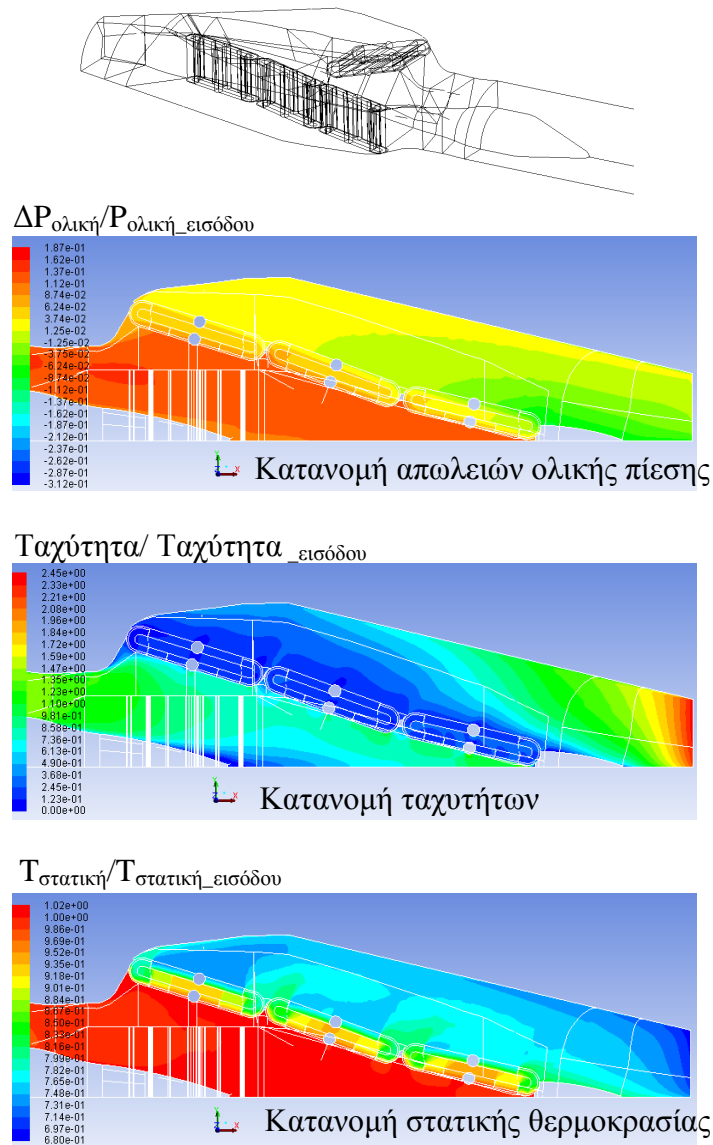 ΔPολική/Pολική_εισόδου
1.87e-01
1.62e-01
1.37e-01
1.12e-01
8.74e-02
6.24e-02
3.74e-02
1.25e-02
-1.25e-02
-3.75e-02
-6.24e-02
-8.74e-02
-1.12e-01
-1.37e-01
-1.62e-01
-1.87e-01
-2.12e-01
-2.37e-01
-2.62e-01
-2.87e-01
-3.12e-01
Κατανομή απωλειών ολικής πίεσης
Ταχύτητα/ Ταχύτητα _εισόδου
2.45e+00
2.33e+00
2.21e+00
2.08e+00
1.96e+00
1.84e+00
1.72e+00
1.59e+00
1.47e+00
1.35e+00
1.23e+00
1.10e+00
9.81e-01
8.58e-01
7.36e-01
6.13e-01
4.90e-01
3.68e-01
2.45e-01
1.23e-01
0.00e+00
Κατανομή ταχυτήτων
Tστατική/Tστατική_εισόδου
1.02e+00
1.00e+00
9.86e-01
9.69e-01
9.52e-01
9.35e-01
9.18e-01
9.01e-01
8.84e-01
8.67e-01
8.50e-01
8.33e-01
8.16e-01
7.99e-01
7.82e-01
7.65e-01
7.48e-01
7.31e-01
7.14e-01
6.97e-01
6.80e-01
Κατανομή στατικής θερμοκρασίας